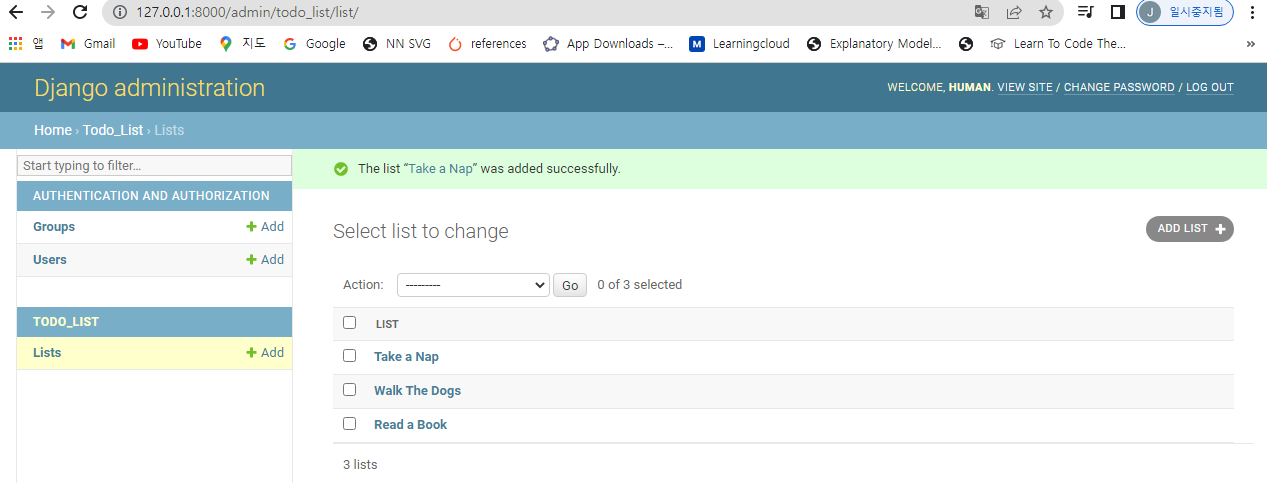 127.0.0.1:8000/admin/todo_list/list/
J 일시중지됨
앱 Gmail YouTube 지도 Google NN SVG references App Downloads –... M Learningcloud Explanatory Model... Learn To Code The... »
Django administration
WELCOME, HUMAN. VIEW SITE / CHANGE PASSWORD / LOG OUT
Home › Todo_List › Lists
Start typing to filter...
AUTHENTICATION AND AUTHORIZATION
Groups + Add
Users + Add
TODO_LIST
Lists + Add
The list “Take a Nap” was added successfully.
Select list to change
ADD LIST +
Action: --------- Go 0 of 3 selected
LIST
Take a Nap
Walk The Dogs
Read a Book
3 lists